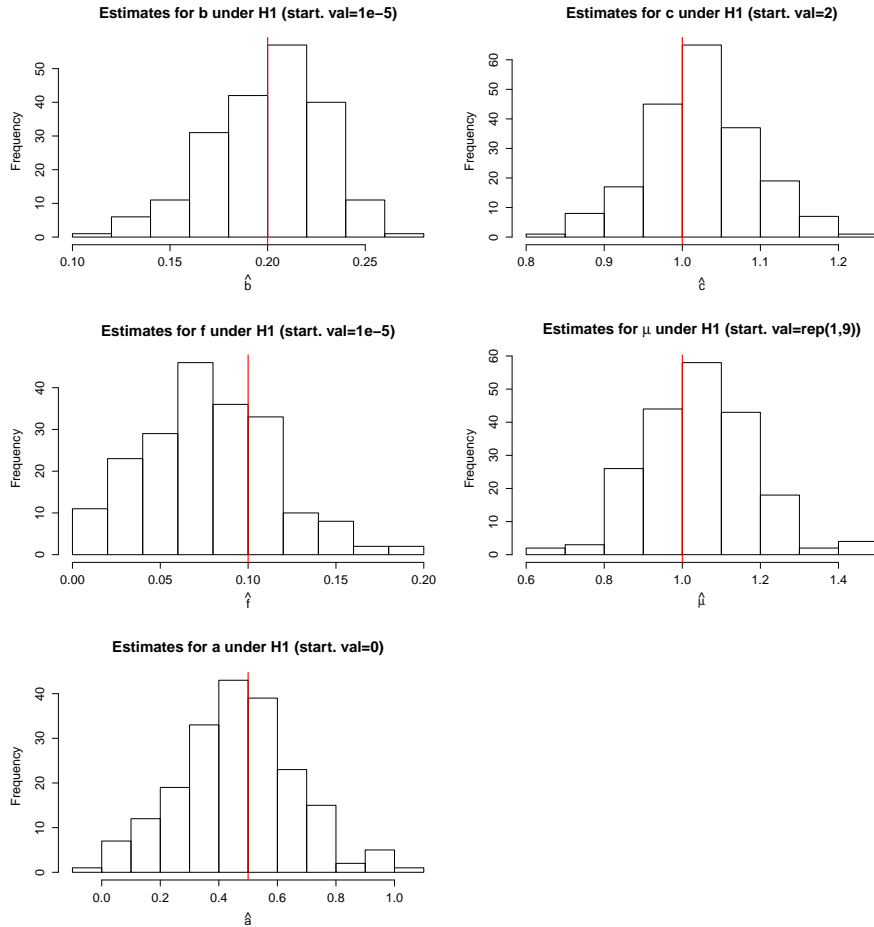 Estimates for b under H1 (start. val=1e−5)
Frequency
0 10 20 30 40 50
0.10 0.15 0.20 0.25
b̂
Estimates for c under H1 (start. val=2)
Frequency
0 10 20 30 40 50 60
0.8 0.9 1.0 1.1 1.2
ĉ
Estimates for f under H1 (start. val=1e−5)
Frequency
0 10 20 30 40
0.00 0.05 0.10 0.15 0.20
f̂
Estimates for μ under H1 (start. val=rep(1,9))
Frequency
0 10 20 30 40 50 60
0.6 0.8 1.0 1.2 1.4
μ̂
Estimates for a under H1 (start. val=0)
Frequency
0 10 20 30 40
0.0 0.2 0.4 0.6 0.8 1.0
â